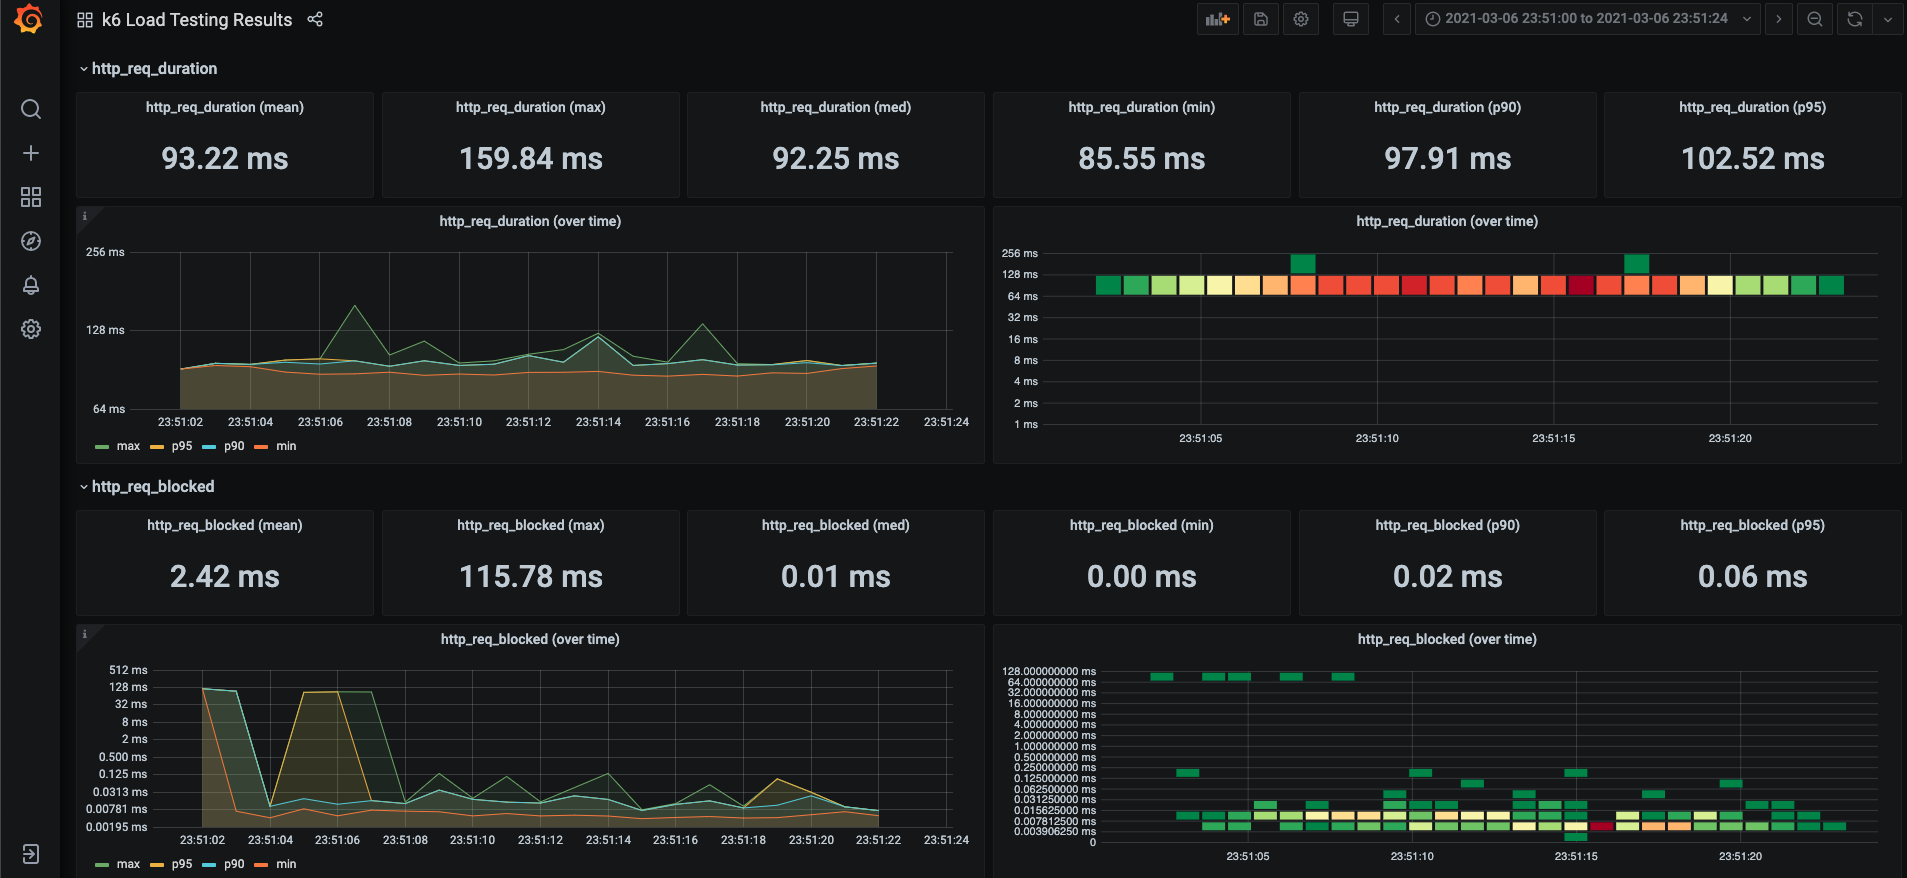 k6 Load Testing Results
2021-03-06 23:51:00 to 2021-03-06 23:51:24
http_req_duration
http_req_duration (mean)
93.22 ms
http_req_duration (max)
159.84 ms
http_req_duration (med)
92.25 ms
http_req_duration (min)
85.55 ms
http_req_duration (p90)
97.91 ms
http_req_duration (p95)
102.52 ms
i
http_req_duration (over time)
256 ms
128 ms
64 ms
23:51:02 23:51:04 23:51:06 23:51:08 23:51:10 23:51:12 23:51:14 23:51:16 23:51:18 23:51:20 23:51:22 23:51:24
max p95 p90 min
http_req_duration (over time)
256 ms
128 ms
64 ms
32 ms
16 ms
8 ms
4 ms
2 ms
1 ms
23:51:05 23:51:10 23:51:15 23:51:20
http_req_blocked
http_req_blocked (mean)
2.42 ms
http_req_blocked (max)
115.78 ms
http_req_blocked (med)
0.01 ms
http_req_blocked (min)
0.00 ms
http_req_blocked (p90)
0.02 ms
http_req_blocked (p95)
0.06 ms
i
http_req_blocked (over time)
512 ms
128 ms
32 ms
8 ms
2 ms
0.500 ms
0.125 ms
0.0313 ms
0.00781 ms
0.00195 ms
23:51:02 23:51:04 23:51:06 23:51:08 23:51:10 23:51:12 23:51:14 23:51:16 23:51:18 23:51:20 23:51:22 23:51:24
max p95 p90 min
http_req_blocked (over time)
128.000000000 ms
64.000000000 ms
32.000000000 ms
16.000000000 ms
8.000000000 ms
4.000000000 ms
2.000000000 ms
1.000000000 ms
0.500000000 ms
0.250000000 ms
0.125000000 ms
0.062500000 ms
0.031250000 ms
0.015625000 ms
0.007812500 ms
0.003906250 ms
0
23:51:05 23:51:10 23:51:15 23:51:20